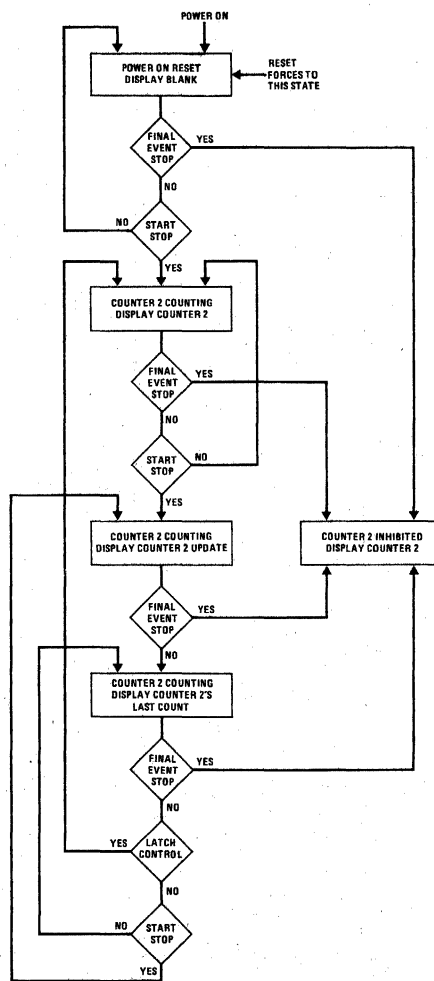 POWER ON
POWER ON RESET
DISPLAY BLANK
RESET
FORCES TO
THIS STATE
FINAL
EVENT
STOP
YES
NO
NO
START
STOP
YES
COUNTER 2 COUNTING
DISPLAY COUNTER 2
FINAL
EVENT
STOP
YES
NO
START
STOP
NO
YES
COUNTER 2 COUNTING
DISPLAY COUNTER 2 UPDATE
COUNTER 2 INHIBITED
DISPLAY COUNTER 2
FINAL
EVENT
STOP
YES
NO
COUNTER 2 COUNTING
DISPLAY COUNTER 2'S
LAST COUNT
FINAL
EVENT
STOP
YES
NO
YES
LATCH
CONTROL
NO
NO
START
STOP
YES